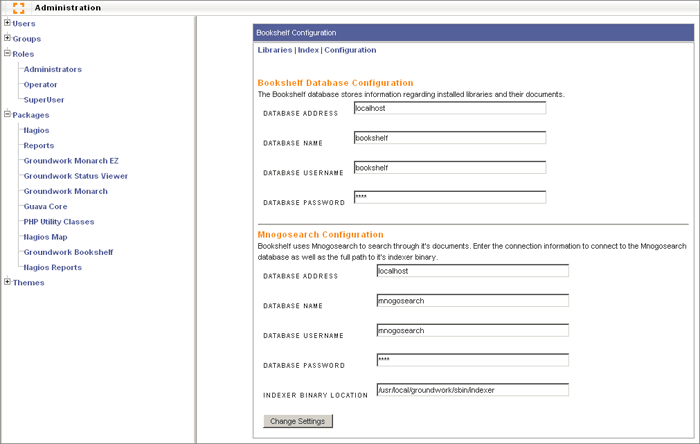 Administration
Users
Groups
Roles
Administrators
Operator
SuperUser
Packages
Nagios
Reports
Groundwork Monarch EZ
Groundwork Status Viewer
Groundwork Monarch
Guava Core
PHP Utility Classes
Nagios Map
Groundwork Bookshelf
Nagios Reports
Themes
Bookshelf Configuration
Libraries | Index | Configuration
Bookshelf Database Configuration
The Bookshelf database stores information regarding installed libraries and their documents.
DATABASE ADDRESS localhost
DATABASE NAME bookshelf
DATABASE USERNAME bookshelf
DATABASE PASSWORD ****
Mnogosearch Configuration
Bookshelf uses Mnogosearch to search through it's documents. Enter the connection information to connect to the Mnogosearch
database as well as the full path to it's indexer binary.
DATABASE ADDRESS localhost
DATABASE NAME mnogosearch
DATABASE USERNAME mnogosearch
DATABASE PASSWORD ****
INDEXER BINARY LOCATION /usr/local/groundwork/sbin/indexer
Change Settings